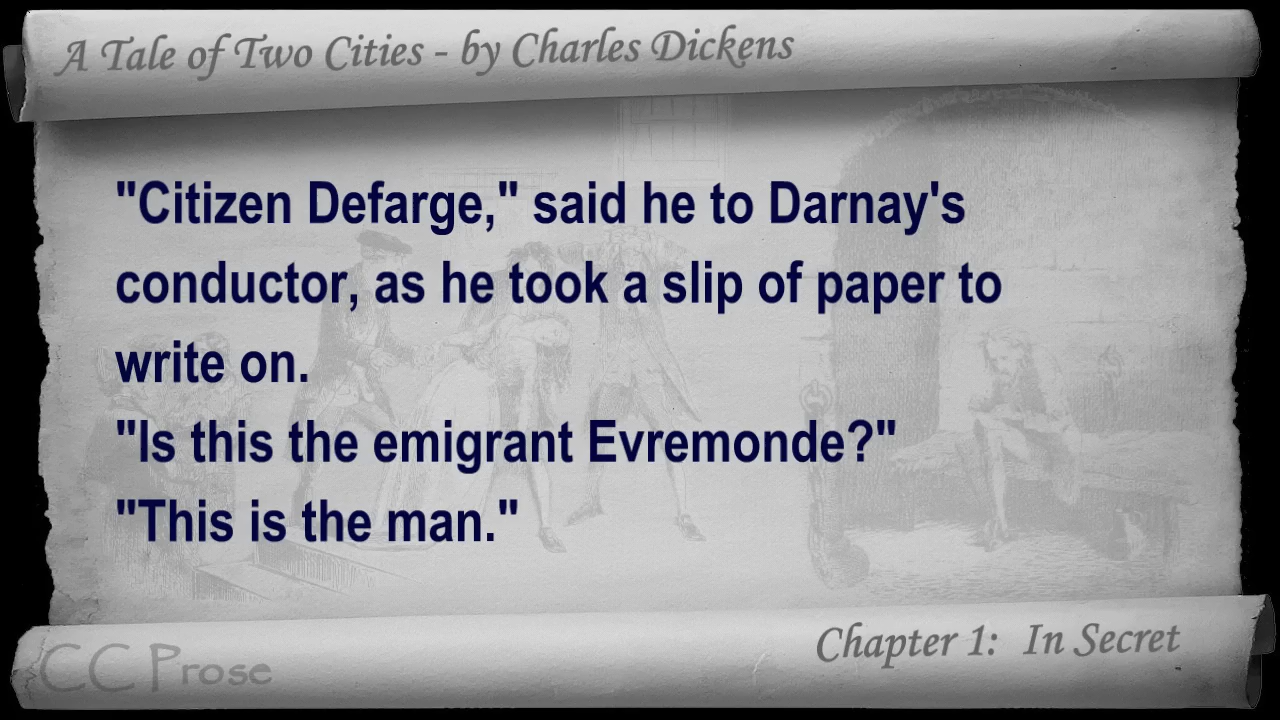 A Tale of Two Cities - by Charles Dickens
"Citizen Defarge," said he to Darnay's
conductor, as he took a slip of paper to
write on.
"Is this the emigrant Evremonde?"
"This is the man."
Chapter 1: In Secret
CC Prose